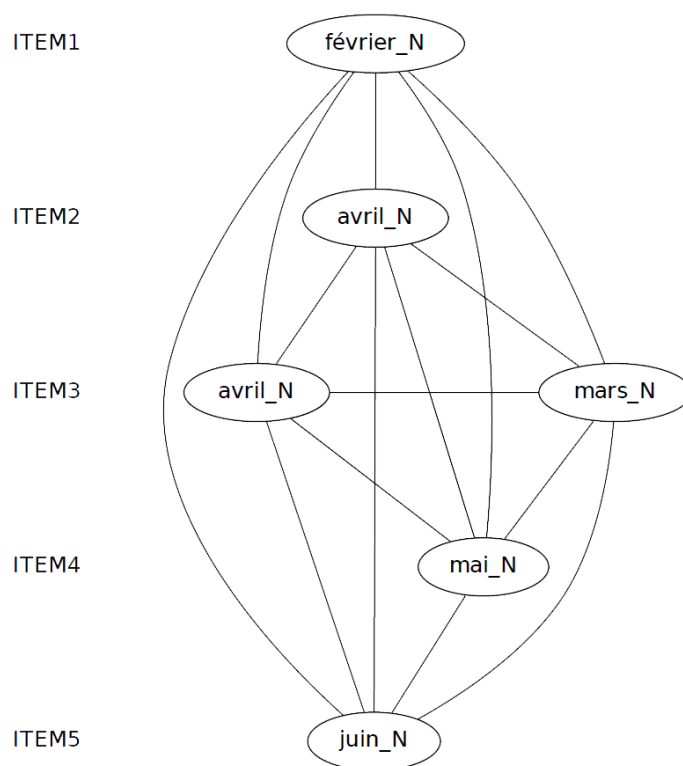 ITEM1 février_N
ITEM2 avril_N
ITEM3 avril_N mars_N
ITEM4 mai_N
ITEM5 juin_N